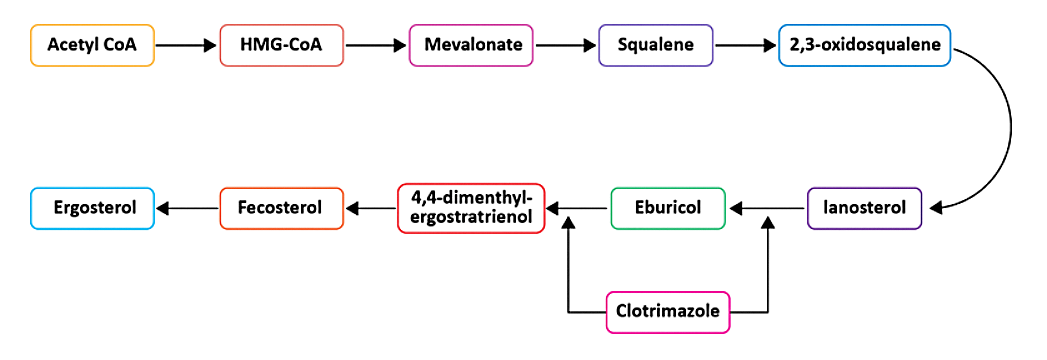 Acetyl CoA
HMG-CoA
Mevalonate
Squalene
2,3-oxidosqualene
Ergosterol
Fecosterol
4,4-dimenthyl-
ergostratrienol
Eburicol
lanosterol
Clotrimazole